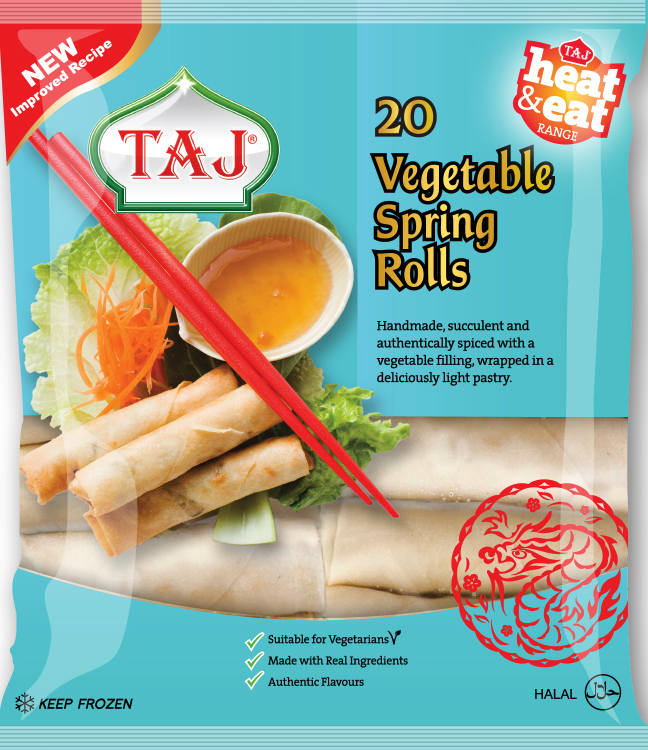 NEW
Improved Recipe
TAJ®
TAJ
heat
& eat
RANGE
20
Vegetable
Spring
Rolls
Handmade, succulent and
authentically spiced with a
vegetable filling, wrapped in a
deliciously light pastry.
Suitable for Vegetarians
Made with Real Ingredients
Authentic Flavours
KEEP FROZEN
HALAL حلال